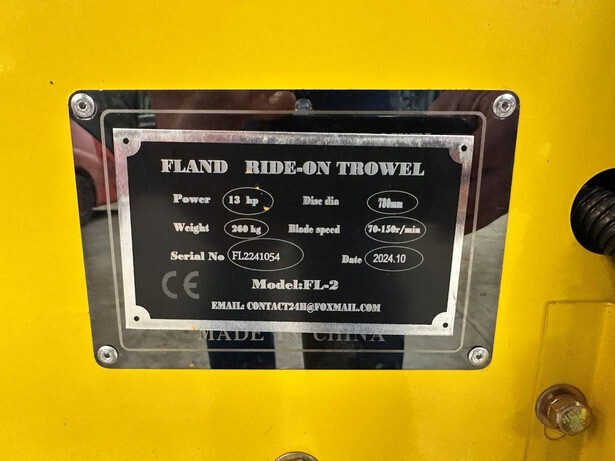 FLAND RIDE-ON TROWEL
Power 13 hp Disc dia 780mm
Weight 260 kg Blade speed 70-150r/min
Serial No FL2241054 Date 2024.10
CE
Model:FL-2
EMAIL: CONTACT24H@FOXMAIL.COM
MADE IN CHINA